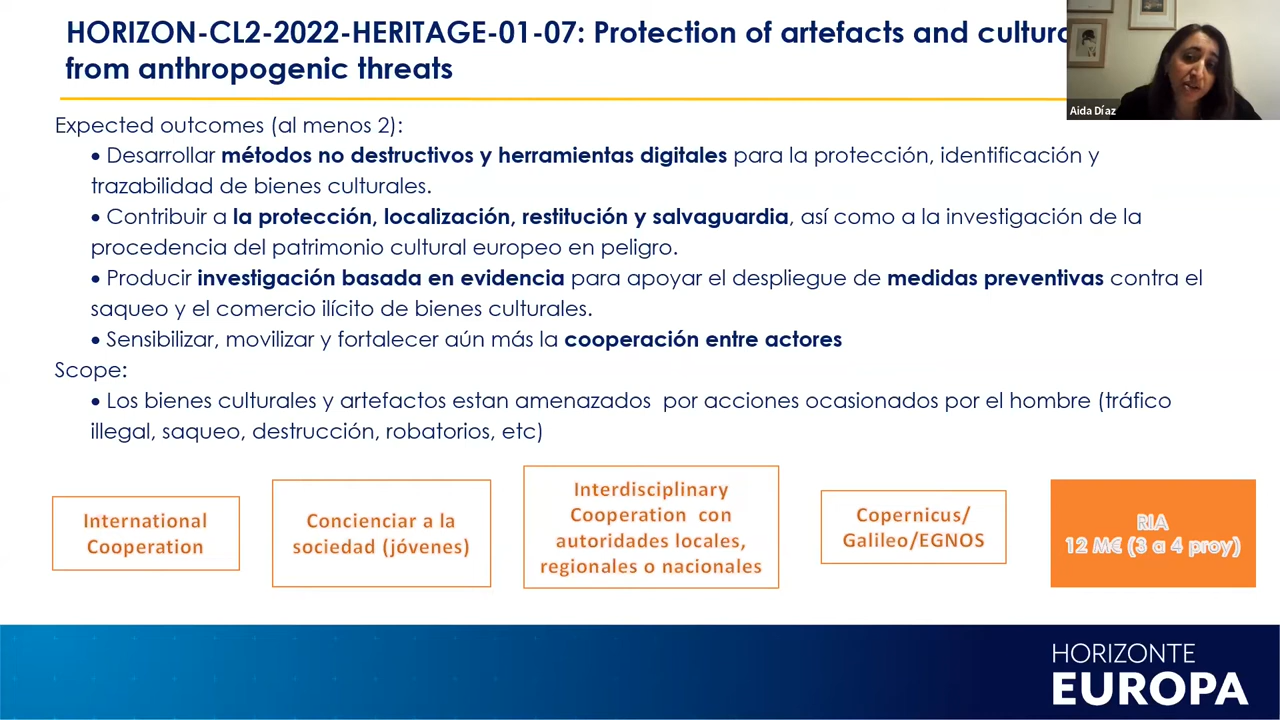 HORIZON-CL2-2022-HERITAGE-01-07: Protection of artefacts and
from anthropogenic threats
Aida Díaz
Expected outcomes (al menos 2):
• Desarrollar métodos no destructivos y herramientas digitales para la protección, identificación y
trazabilidad de bienes culturales.
• Contribuir a la protección, localización, restitución y salvaguardia, así como a la investigación de la
procedencia del patrimonio cultural europeo en peligro.
• Producir investigación basada en evidencia para apoyar el despliegue de medidas preventivas contra el
saqueo y el comercio ilícito de bienes culturales.
• Sensibilizar, movilizar y fortalecer aún más la cooperación entre actores
Scope:
• Los bienes culturales y artefactos estan amenazados por acciones ocasionados por el hombre (tráfico
illegal, saqueo, destrucción, robatorios, etc)
International
Cooperation
Concienciar a la
sociedad (jóvenes)
Interdisciplinary
Cooperation con
autoridades locales,
regionales o nacionales
Copernicus/
Galileo/EGNOS
RIA
12 M€ (3 a 4 proy)
HORIZONTE
EUROPA